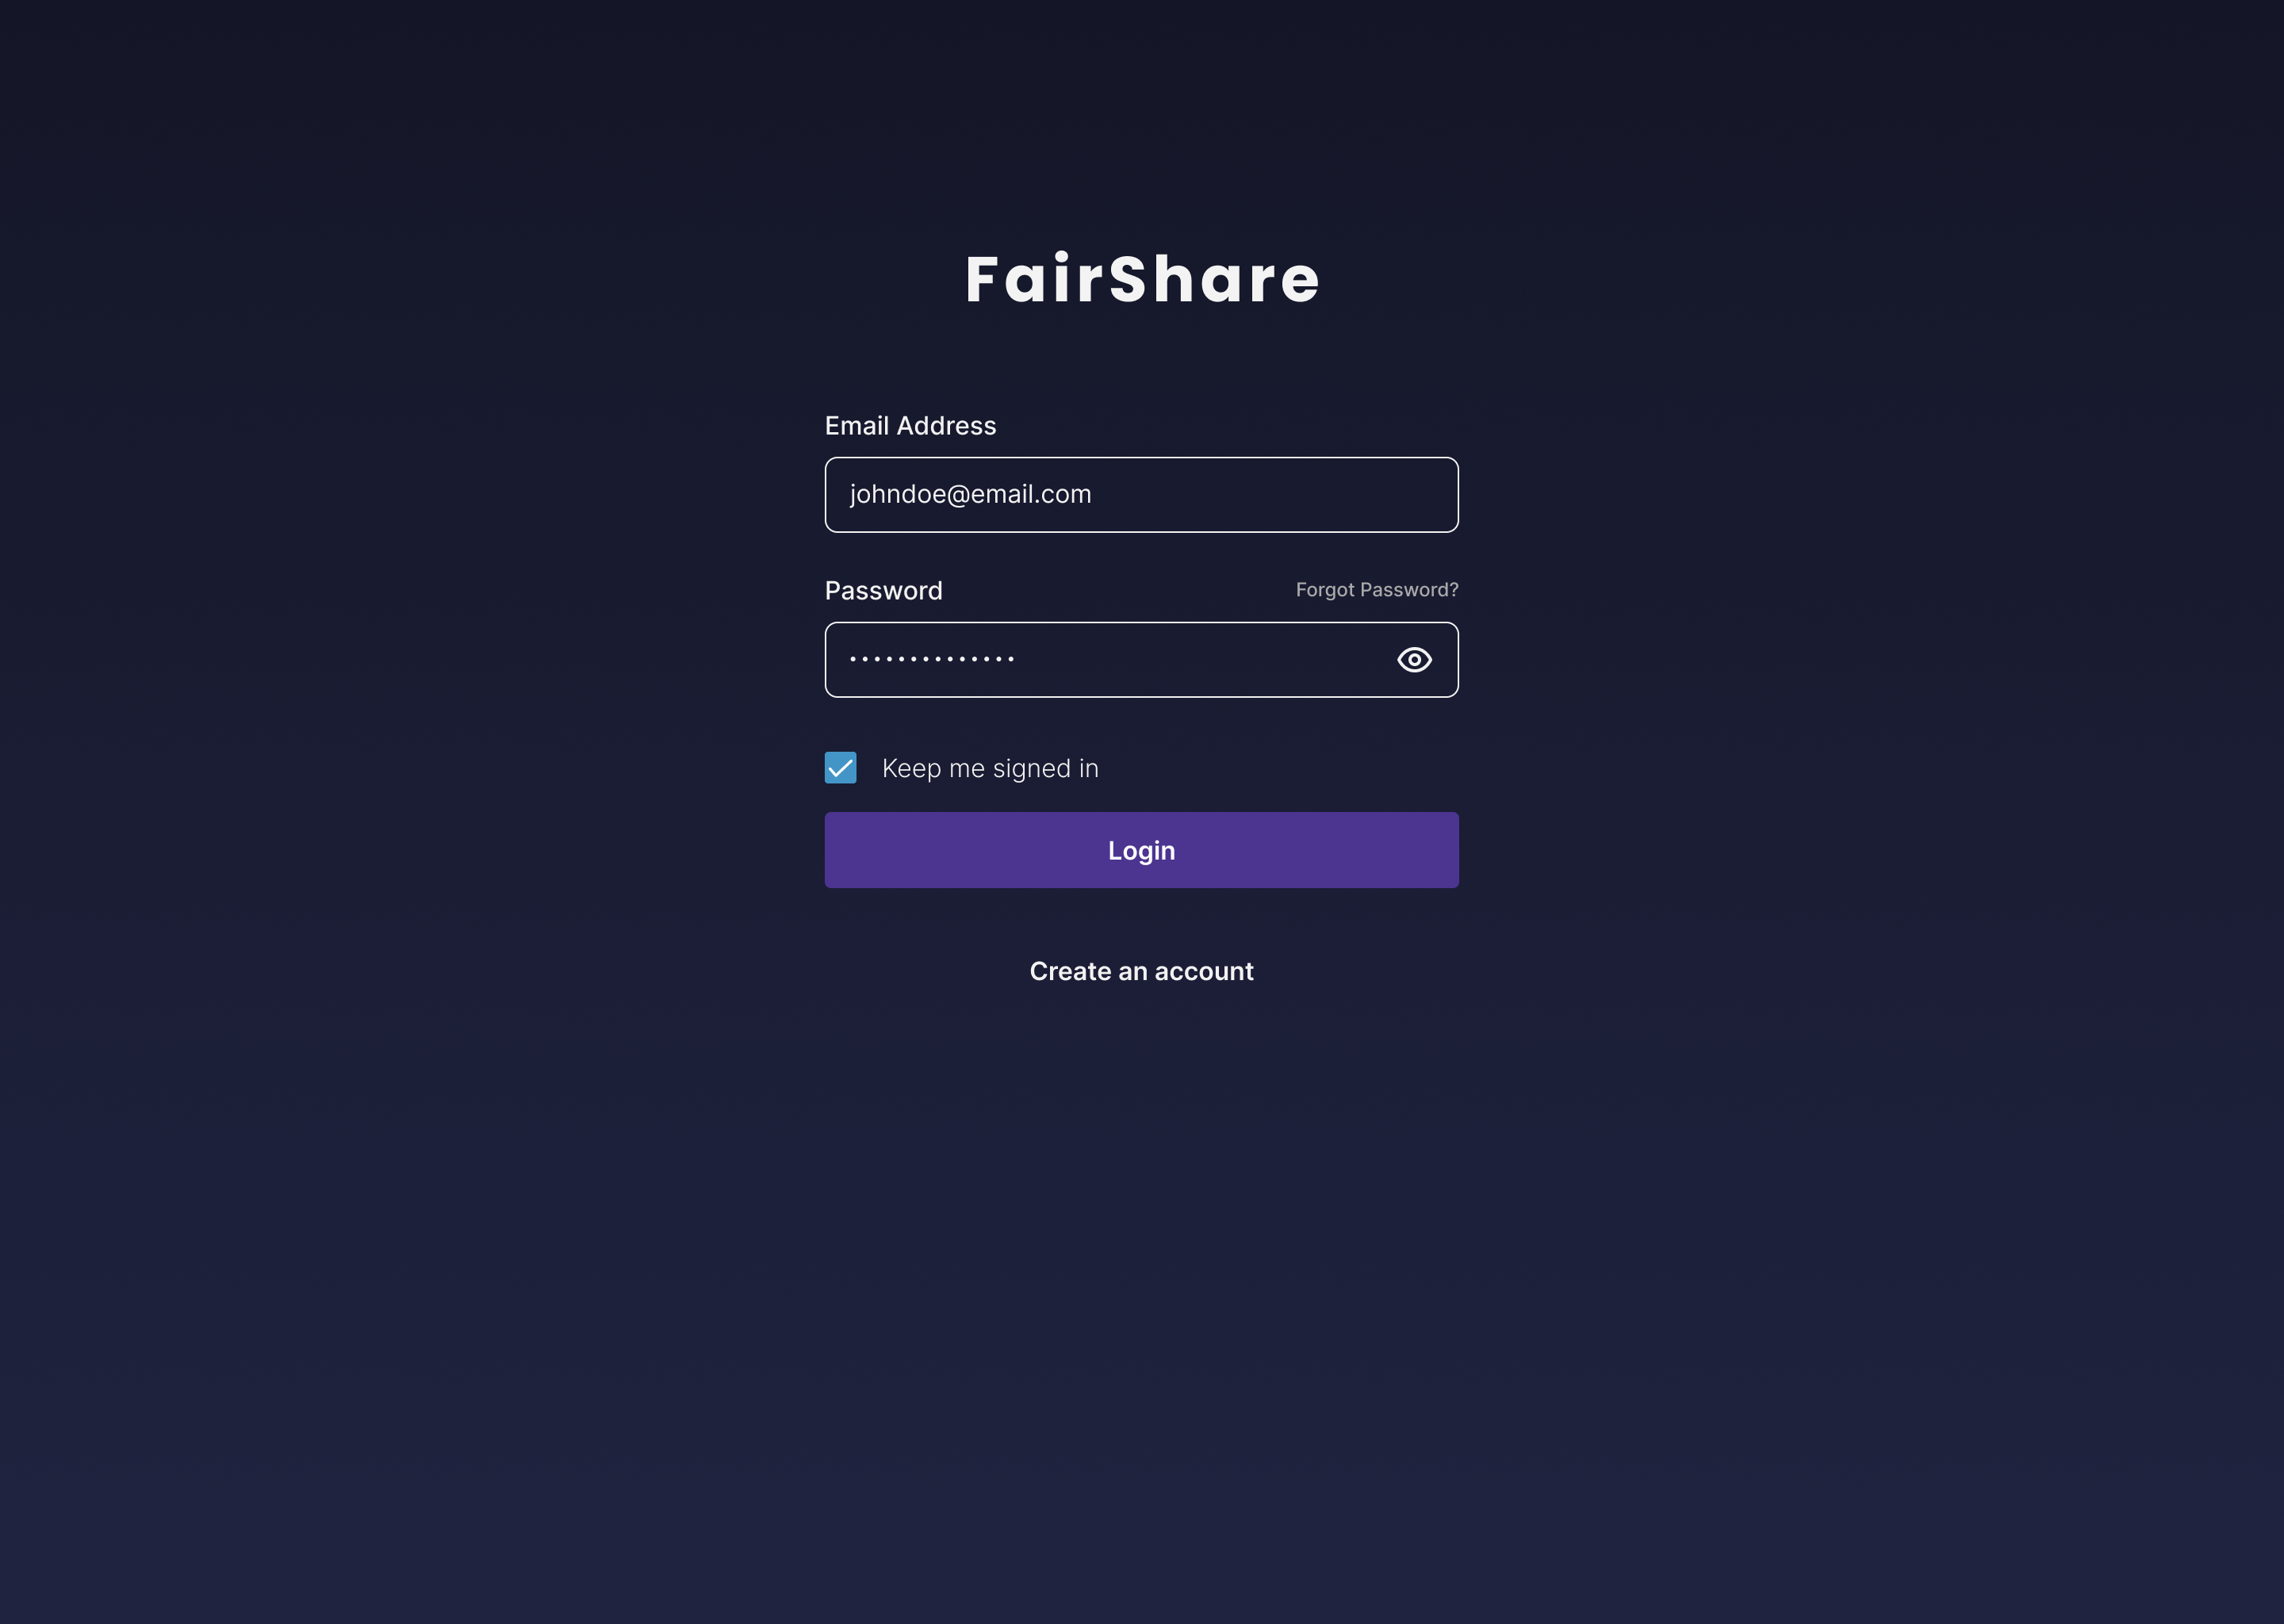 FairShare
Email Address
johndoe@email.com
Password
Forgot Password?
••••••••••••••
Keep me signed in
Login
Create an account